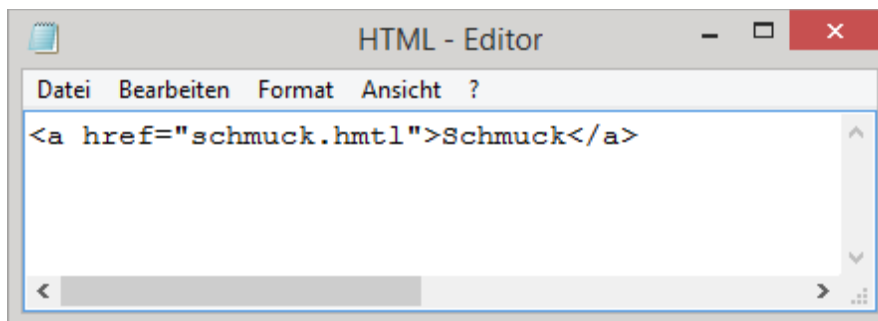 HTML - Editor
Datei Bearbeiten Format Ansicht ?
<a href="schmuck.hmtl">Schmuck</a>